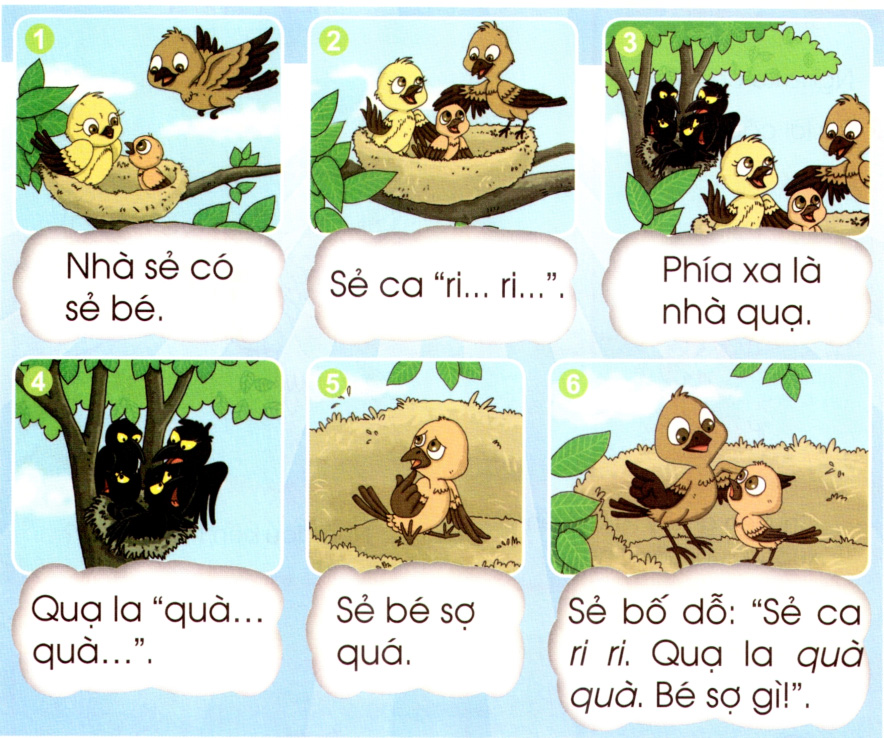 1
Nhà sẻ có
sẻ bé.
2
Sẻ ca “ri... ri...”.
3
Phía xa là
nhà quạ.
4
Quạ la “quà...
quà...”.
5
Sẻ bé sợ
quá.
6
Sẻ bố dỗ: “Sẻ ca
ri ri. Quạ la quà
quà. Bé sợ gì!”.